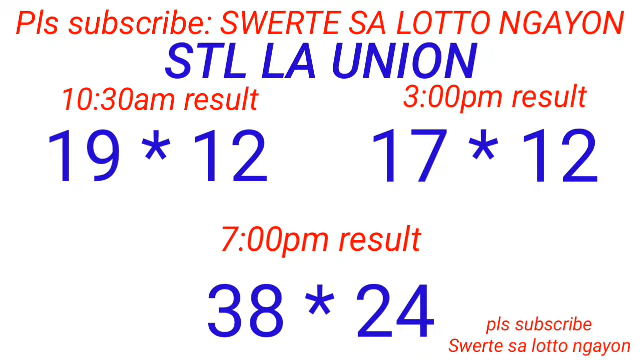 Pls subscribe: SWERTE SA LOTTO NGAYON
STL LA UNION
10:30am result
19 * 12
3:00pm result
17 * 12
7:00pm result
38 * 24
pls subscribe
Swerte sa lotto ngayon